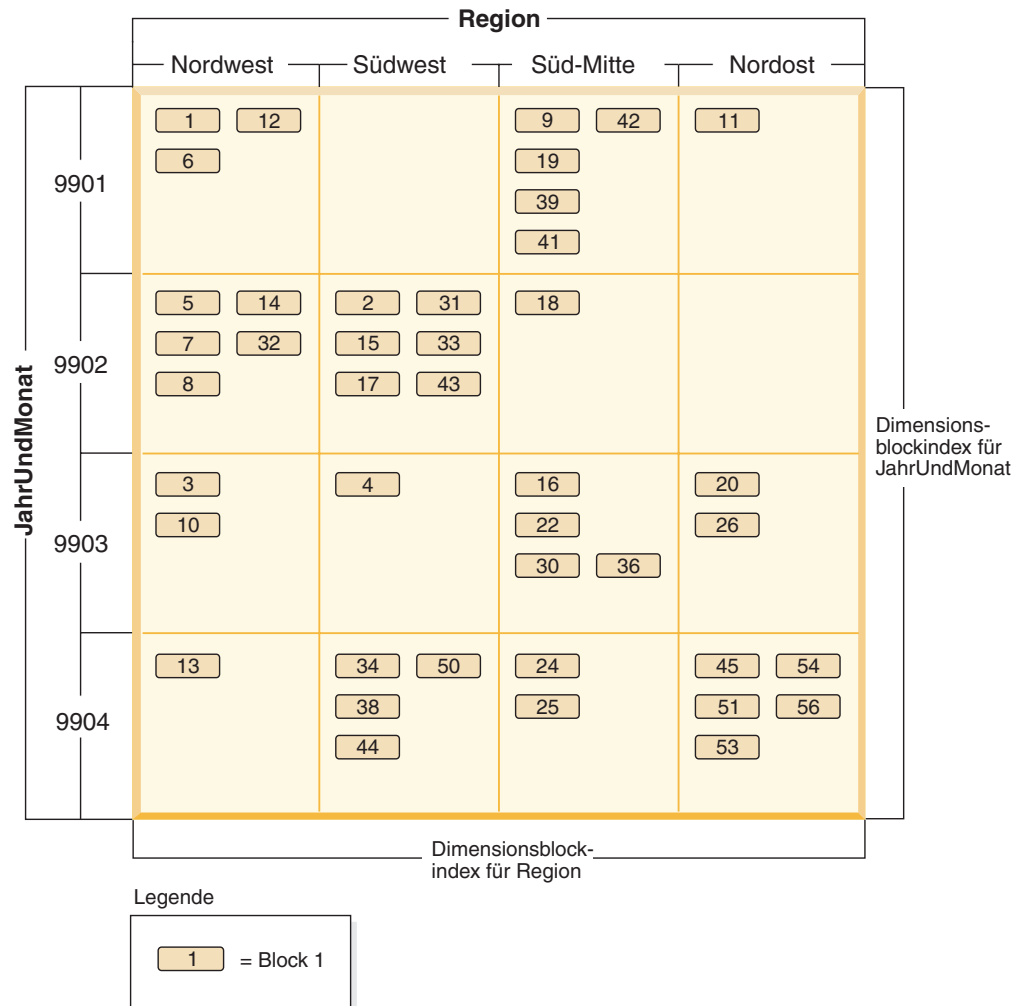 Region
Nordwest Südwest Süd-Mitte Nordost
1 12 9 42 11
6 19
9901
39
41
5 14 2 31 18
7 32 15 33
9902
8 17 43
JahrUndMonat
Dimensions-
blockindex für
JahrUndMonat
3 4 16 20
10 22 26
9903
30 36
13 34 50 24 45 54
38 25 51 56
9904
44 53
Dimensionsblock-
index für Region
Legende
1 = Block 1